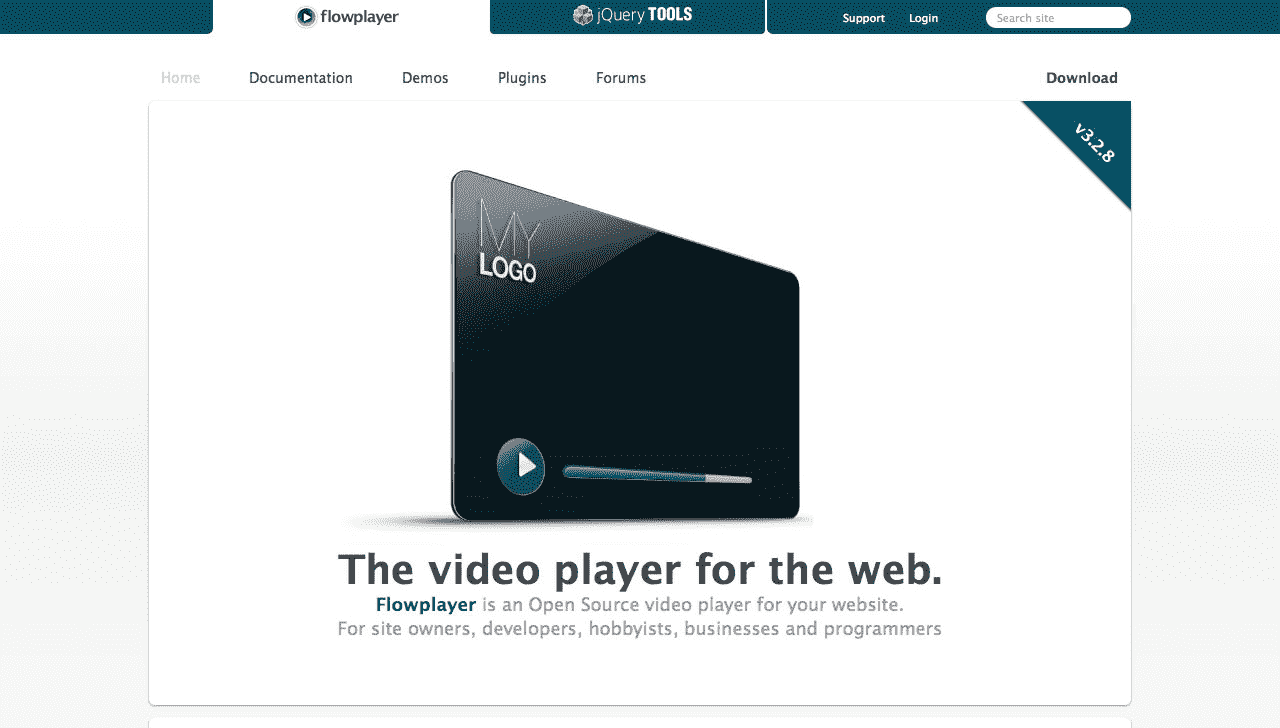 flowplayer
jQuery TOOLS
Support Login Search site
Home Documentation Demos Plugins Forums Download
v3.2.8
MY
LOGO
The video player for the web.
Flowplayer is an Open Source video player for your website.
For site owners, developers, hobbyists, businesses and programmers